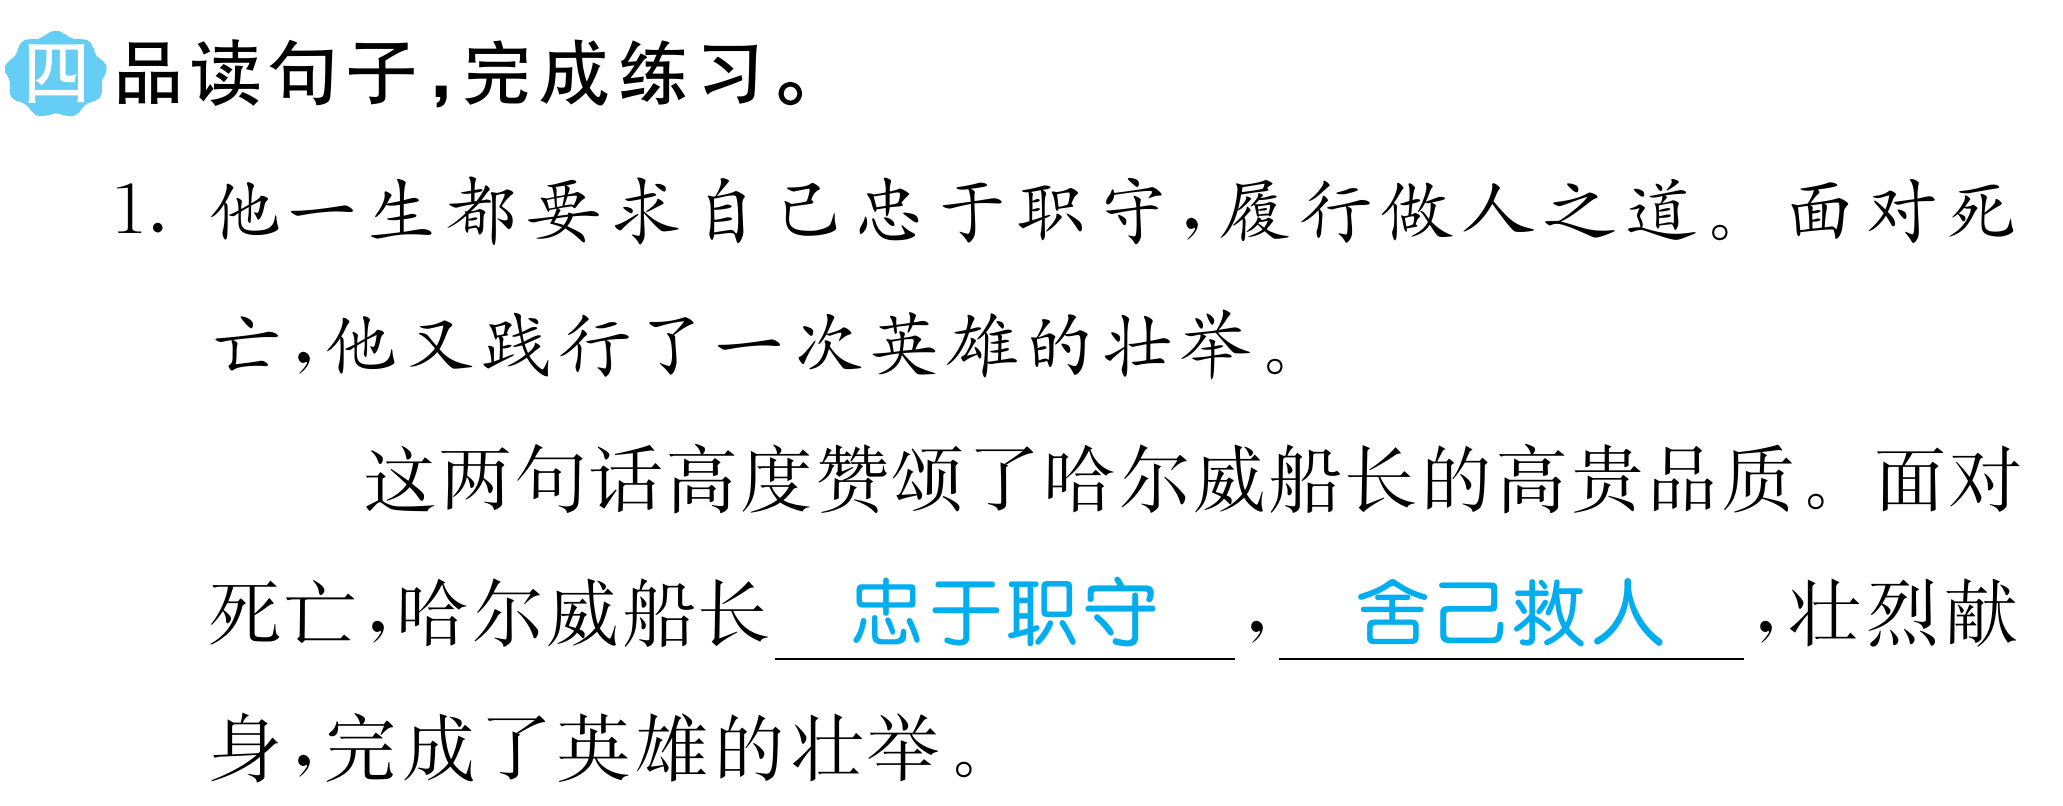 四 品读句子,完成练习。
1. 他一生都要求自己忠于职守,履行做人之道。面对死
亡,他又践行了一次英雄的壮举。
这两句话高度赞颂了哈尔威船长的高贵品质。面对
死亡,哈尔威船长 忠于职守 , 舍己救人 ,壮烈献
身,完成了英雄的壮举。